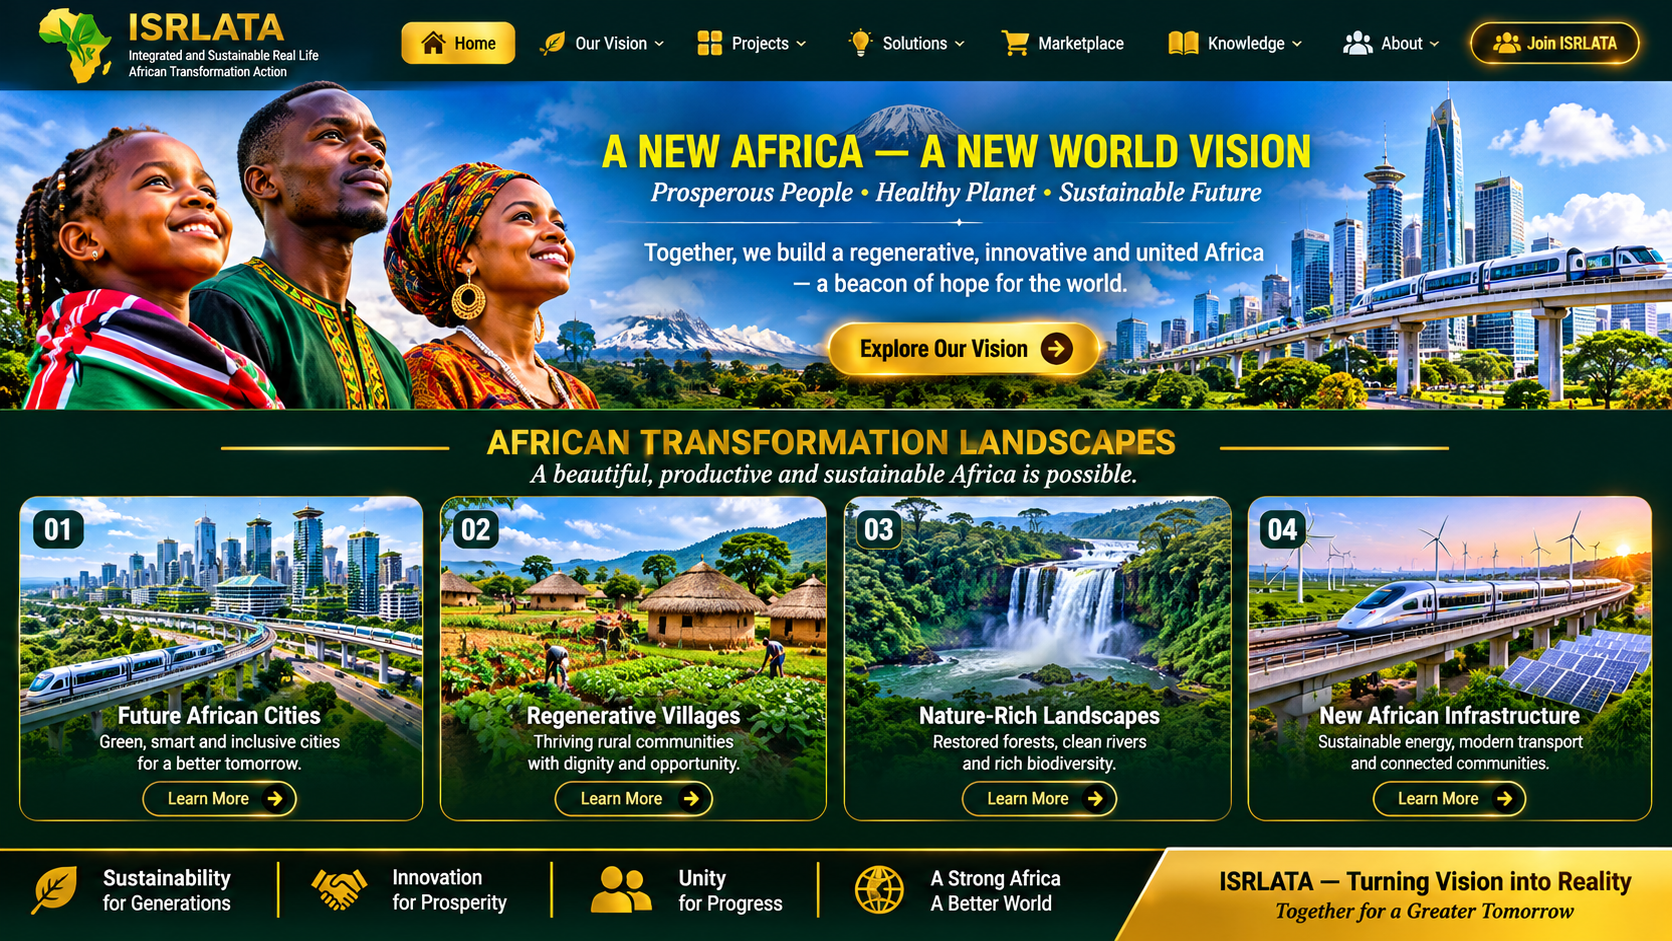 ISRLATA
Integrated and Sustainable Real Life
African Transformation Action
Home
Our Vision
Projects
Solutions
Marketplace
Knowledge
About
Join ISRLATA
A NEW AFRICA — A NEW WORLD VISION
Prosperous People • Healthy Planet • Sustainable Future
Together, we build a regenerative, innovative and united Africa
— a beacon of hope for the world.
Explore Our Vision
AFRICAN TRANSFORMATION LANDSCAPES
A beautiful, productive and sustainable Africa is possible.
01
Future African Cities
Green, smart and inclusive cities
for a better tomorrow.
Learn More
02
Regenerative Villages
Thriving rural communities
with dignity and opportunity.
Learn More
03
Nature-Rich Landscapes
Restored forests, clean rivers
and rich biodiversity.
Learn More
04
New African Infrastructure
Sustainable energy, modern transport
and connected communities.
Learn More
Sustainability
for Generations
Innovation
for Prosperity
Unity
for Progress
A Strong Africa
A Better World
ISRLATA — Turning Vision into Reality
Together for a Greater Tomorrow